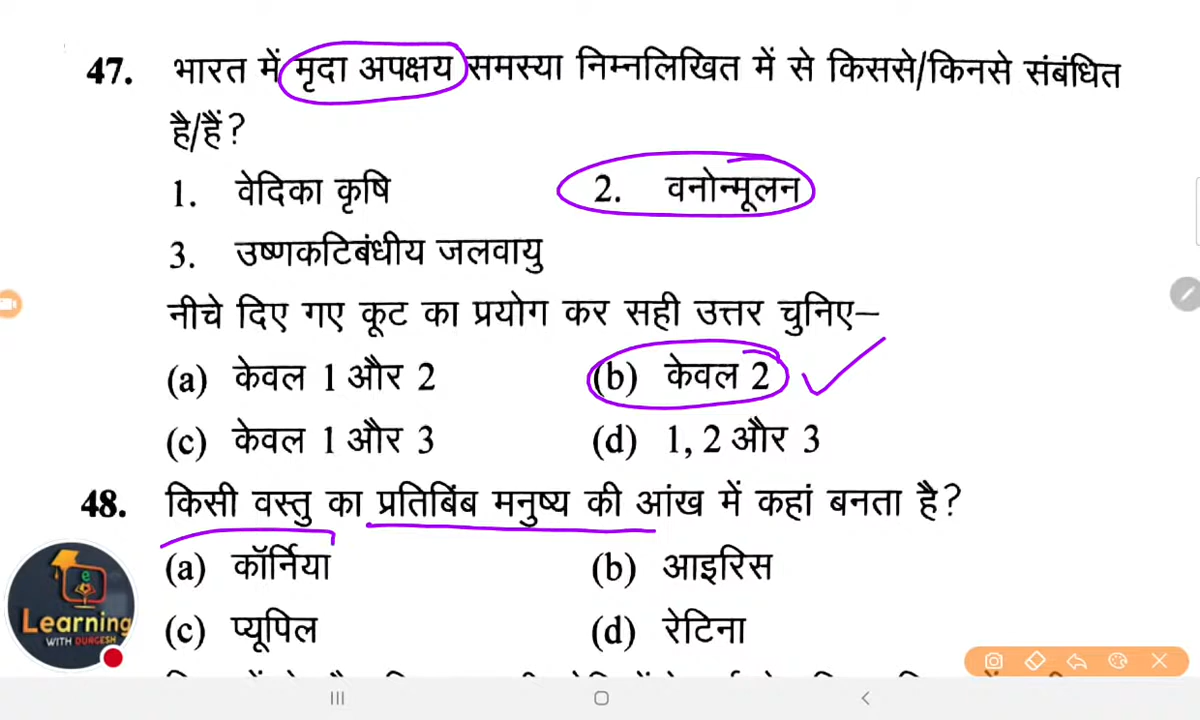 47. भारत में मृदा अपक्षय समस्या निम्नलिखित में से किससे/किनसे संबंधित
है/हैं?
1. वेदिका कृषि 2. वनोन्मूलन
3. उष्णकटिबंधीय जलवायु
नीचे दिए गए कूट का प्रयोग कर सही उत्तर चुनिए–
(a) केवल 1 और 2 (b) केवल 2
(c) केवल 1 और 3 (d) 1, 2 और 3
48. किसी वस्तु का प्रतिबिंब मनुष्य की आंख में कहां बनता है?
(a) कॉर्निया (b) आइरिस
(c) प्यूपिल (d) रेटिना
e
Learning
WITH DURGESH